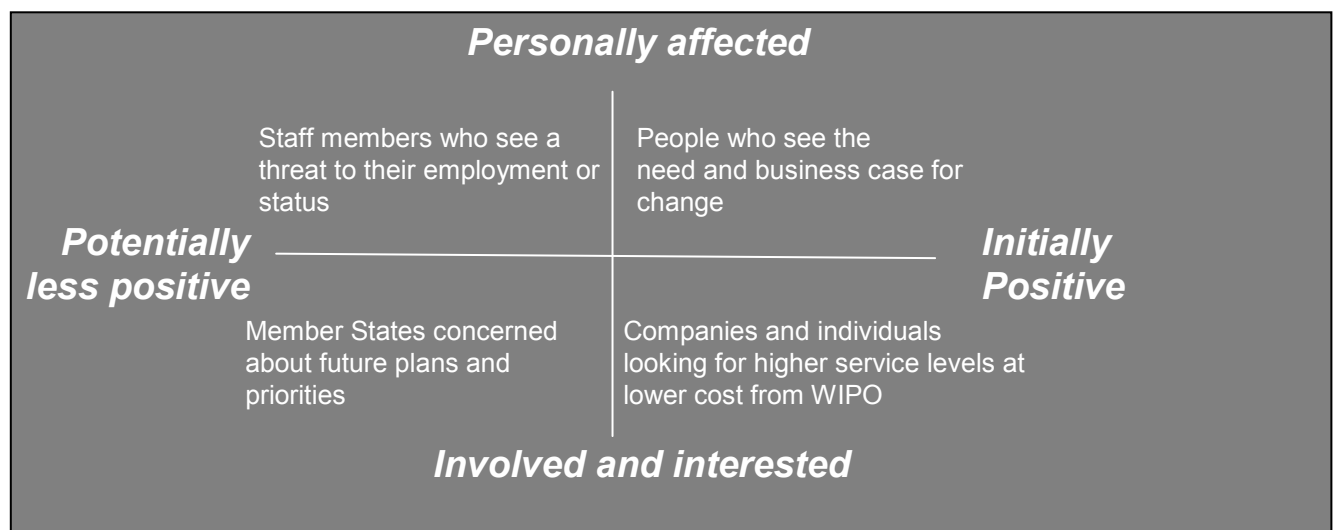 Personally affected
Staff members who see a
threat to their employment or
status
People who see the
need and business case for
change
Potentially
less positive
Initially
Positive
Member States concerned
about future plans and
priorities
Companies and individuals
looking for higher service levels at
lower cost from WIPO
Involved and interested